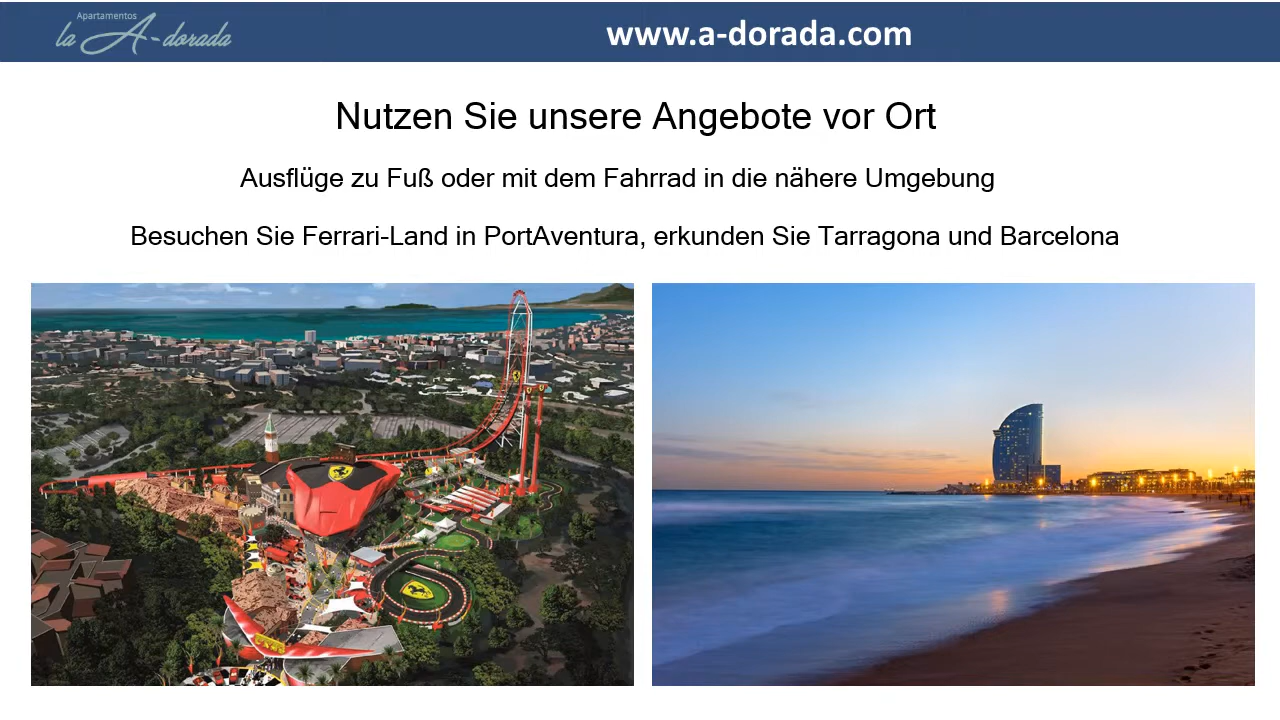 Apartamentos
la A-dorada
www.a-dorada.com
Nutzen Sie unsere Angebote vor Ort
Ausflüge zu Fuß oder mit dem Fahrrad in die nähere Umgebung
Besuchen Sie Ferrari-Land in PortAventura, erkunden Sie Tarragona und Barcelona